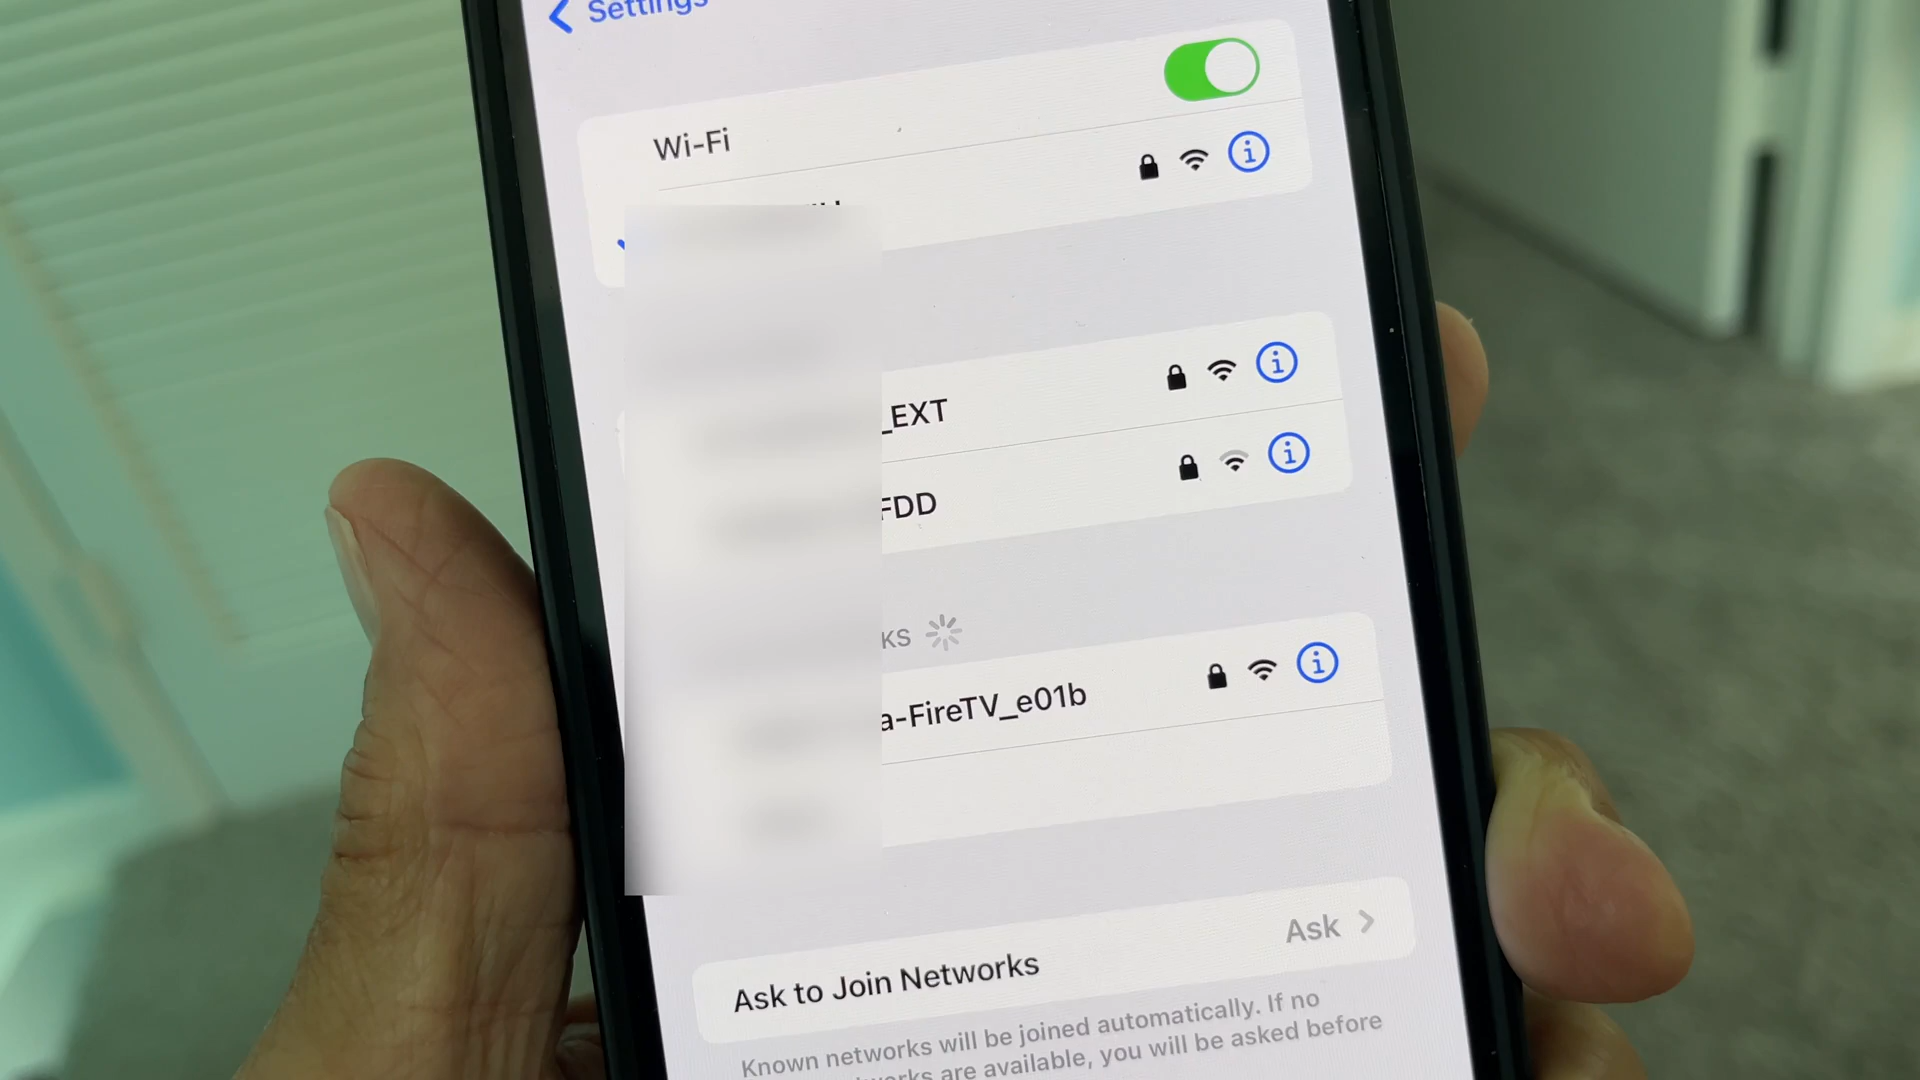 Settings
Wi-Fi
_EXT
FDD
KS
a-FireTV_e01b
Ask to Join Networks
Ask
Known networks will be joined automatically. If no
are available, you will be asked before